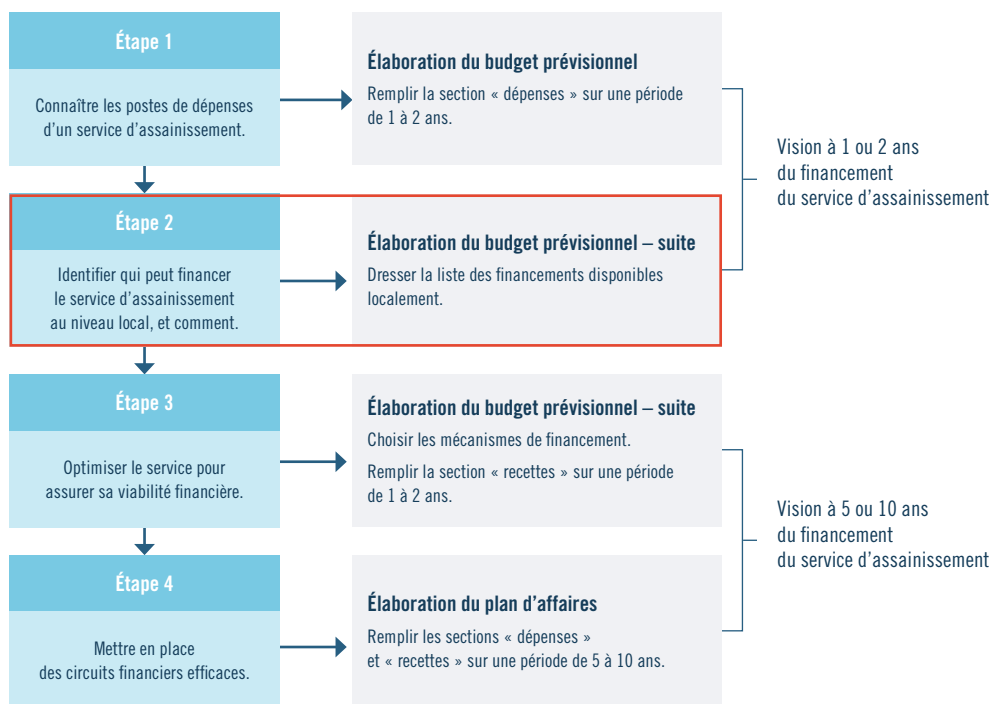 Étape 1
Connaître les postes de dépenses
d’un service d’assainissement.
Élaboration du budget prévisionnel
Remplir la section « dépenses » sur une période
de 1 à 2 ans.
Vision à 1 ou 2 ans
du financement
du service d’assainissement
Étape 2
Identifier qui peut financer
le service d’assainissement
au niveau local, et comment.
Élaboration du budget prévisionnel – suite
Dresser la liste des financements disponibles
localement.
Étape 3
Optimiser le service pour
assurer sa viabilité financière.
Élaboration du budget prévisionnel – suite
Choisir les mécanismes de financement.
Remplir la section « recettes » sur une période
de 1 à 2 ans.
Vision à 5 ou 10 ans
du financement
du service d’assainissement
Étape 4
Mettre en place
des circuits financiers efficaces.
Élaboration du plan d’affaires
Remplir les sections « dépenses »
et « recettes » sur une période de 5 à 10 ans.